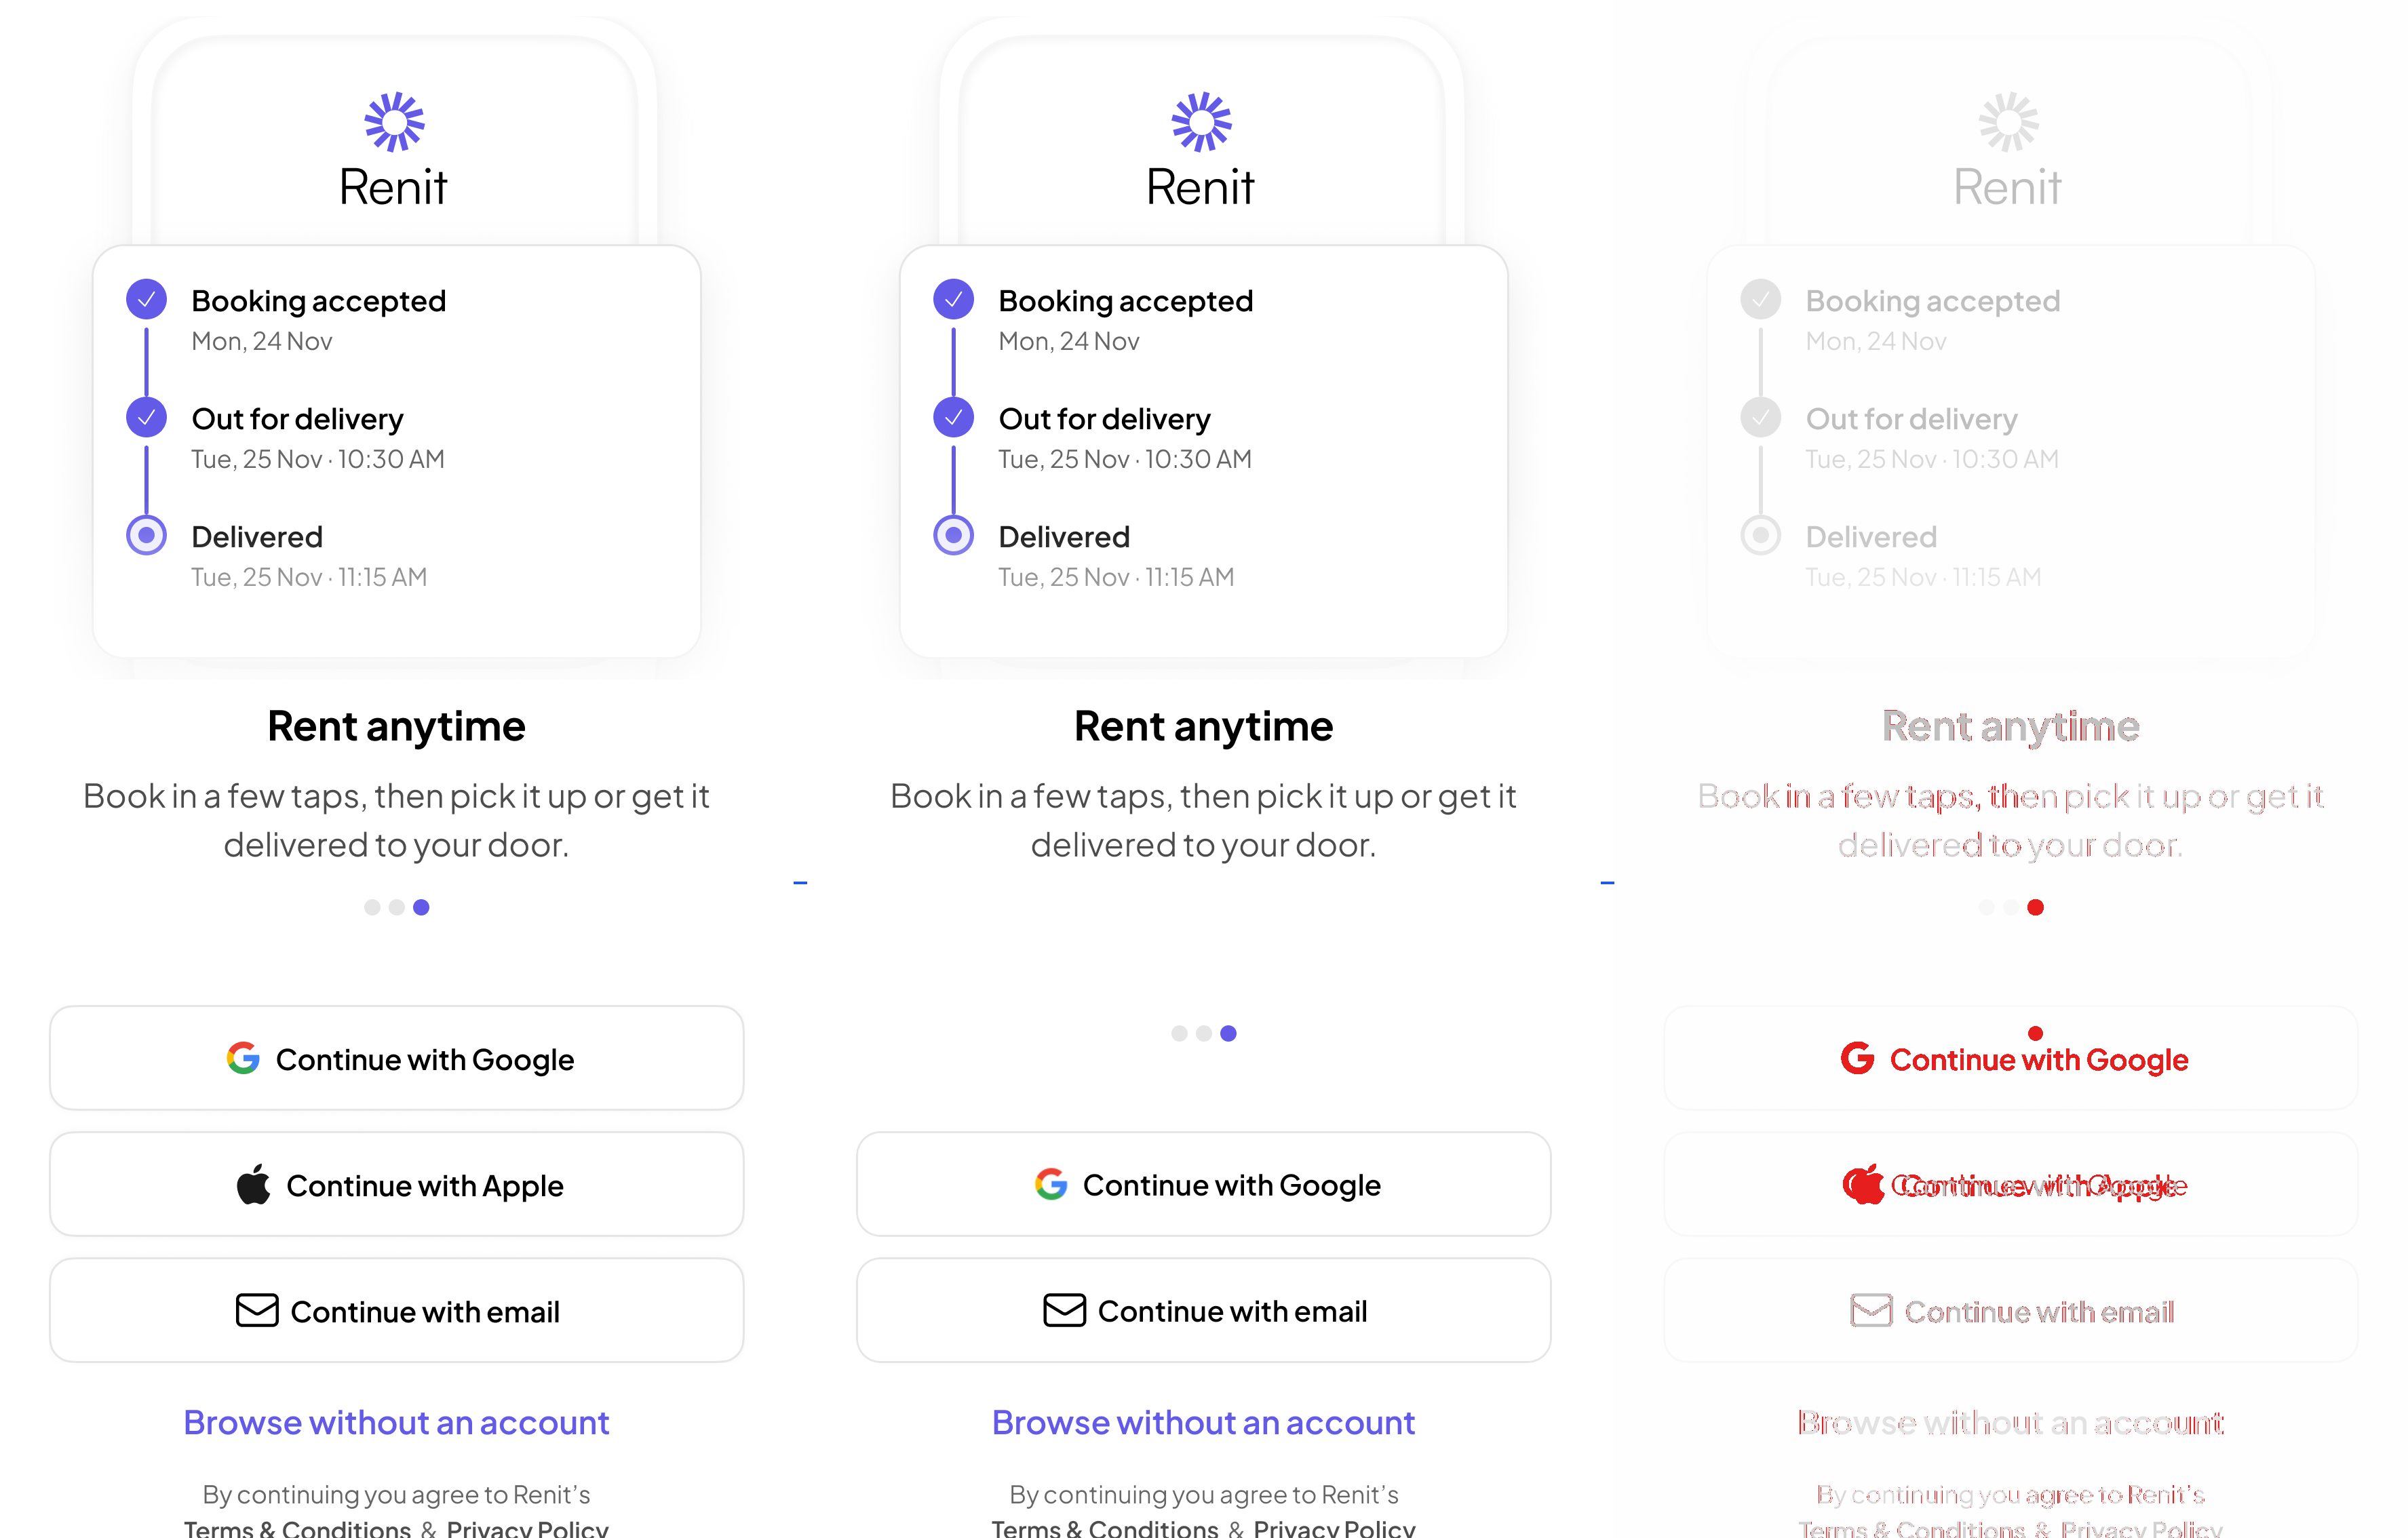 Renit
Booking accepted
Mon, 24 Nov
Out for delivery
Tue, 25 Nov · 10:30 AM
Delivered
Tue, 25 Nov · 11:15 AM
Rent anytime
Book in a few taps, then pick it up or get it
delivered to your door.
Continue with Google
Continue with Apple
Continue with email
Browse without an account
By continuing you agree to Renit’s
Terms & Conditions & Privacy Policy
Renit
Booking accepted
Mon, 24 Nov
Out for delivery
Tue, 25 Nov · 10:30 AM
Delivered
Tue, 25 Nov · 11:15 AM
Rent anytime
Book in a few taps, then pick it up or get it
delivered to your door.
Continue with Google
Continue with email
Browse without an account
By continuing you agree to Renit’s
Terms & Conditions & Privacy Policy
Renit
Booking accepted
Mon, 24 Nov
Out for delivery
Tue, 25 Nov · 10:30 AM
Delivered
Tue, 25 Nov · 11:15 AM
Rent anytime
Book in a few taps, then pick it up or get it
delivered to your door.
Continue with Google
Continue with email
Browse without an account
By continuing you agree to Renit’s
Terms & Conditions & Privacy Policy